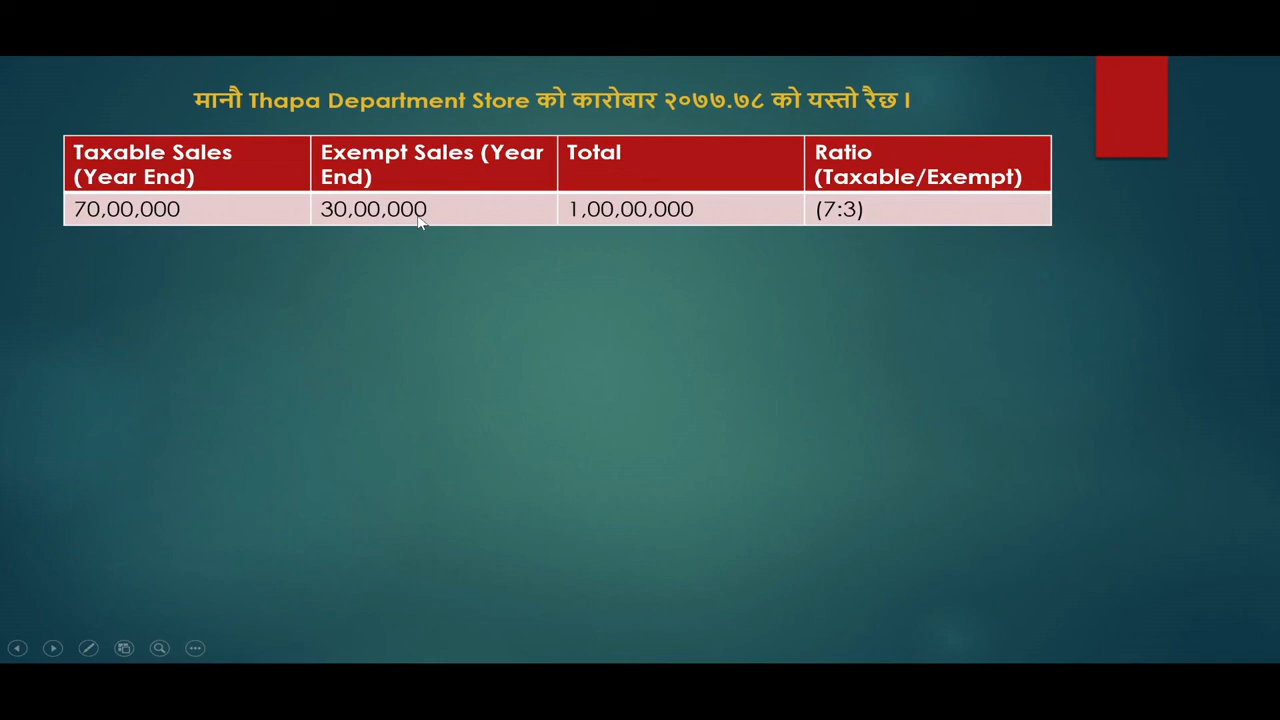 मानौ Thapa Department Store को कारोबार २०७७.७८ को यस्तो रैछ ।
Taxable Sales (Year End)
Exempt Sales (Year End)
Total
Ratio (Taxable/Exempt)
70,00,000
30,00,000
1,00,00,000
(7:3)